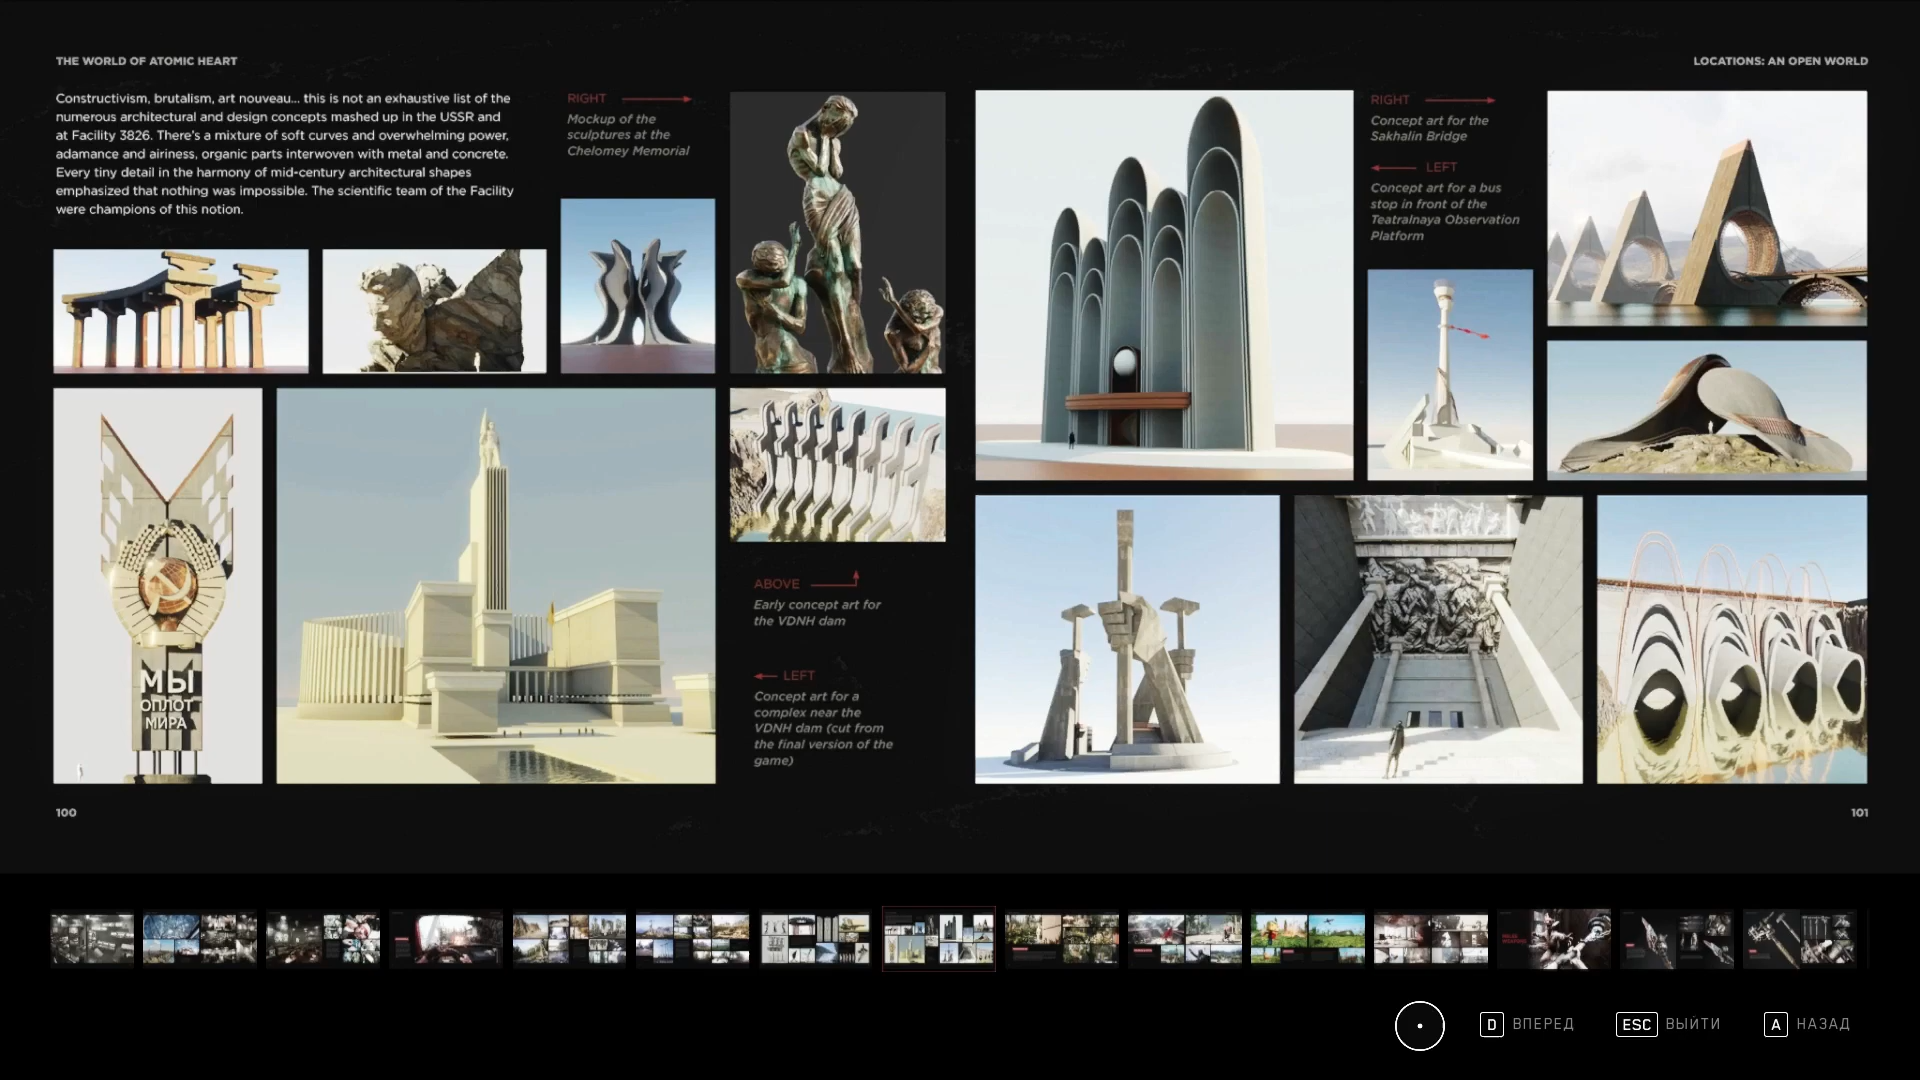 THE WORLD OF ATOMIC HEART
LOCATIONS: AN OPEN WORLD
Constructivism, brutalism, art nouveau... this is not an exhaustive list of the
numerous architectural and design concepts mashed up in the USSR and
at Facility 3826. There's a mixture of soft curves and overwhelming power,
adamance and airiness, organic parts interwoven with metal and concrete.
Every tiny detail in the harmony of mid-century architectural shapes
emphasized that nothing was impossible. The scientific team of the Facility
were champions of this notion.
RIGHT
Mockup of the
sculptures at the
Chelomey Memorial
МЫ
ОПЛОТ
МИРА
ABOVE
Early concept art for
the VDNH dam
LEFT
Concept art for a
complex near the
VDNH dam (cut from
the final version of the
game)
RIGHT
Concept art for the
Sakhalin Bridge
LEFT
Concept art for a bus
stop in front of the
Teatralnaya Observation
Platform
100
101
D ВПЕРЕД
ESC ВЫЙТИ
A НАЗАД